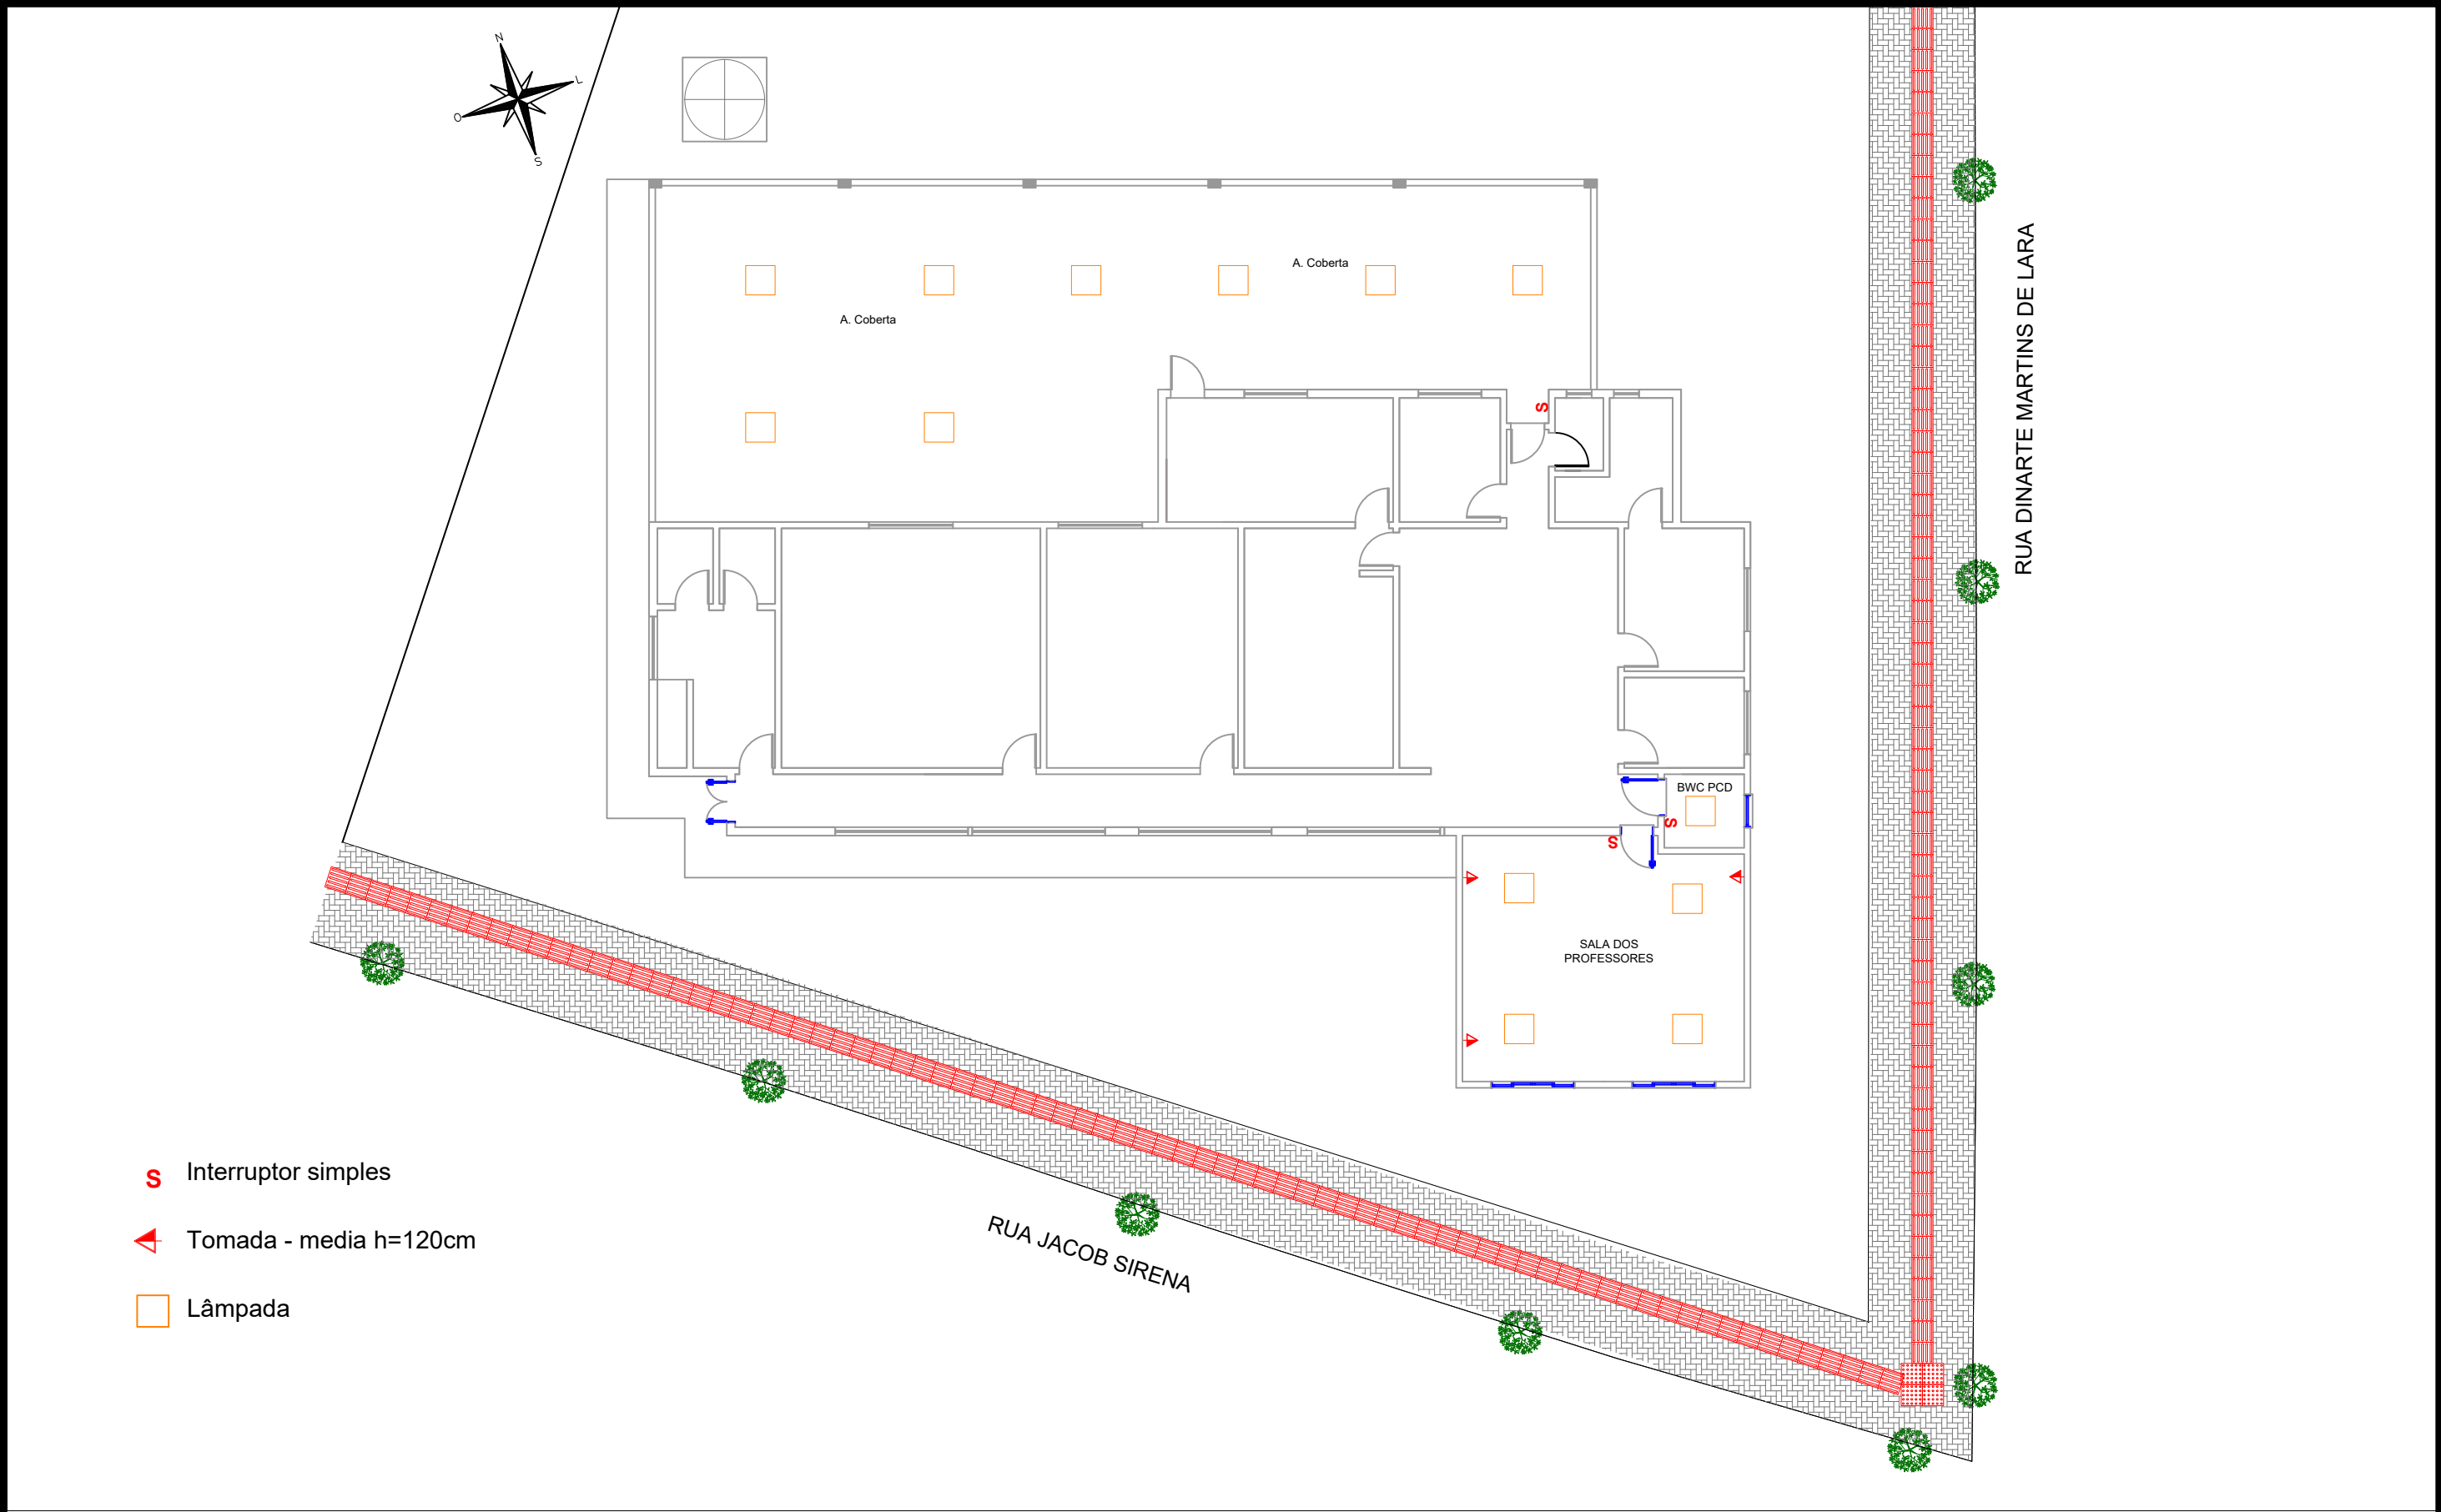 N
L
O
S
A. Coberta
A. Coberta
RUA DINARTE MARTINS DE LARA
S
BWC PCD
S
S
SALA DOS
PROFESSORES
S Interruptor simples
Tomada - media h=120cm
Lâmpada
RUA JACOB SIRENA